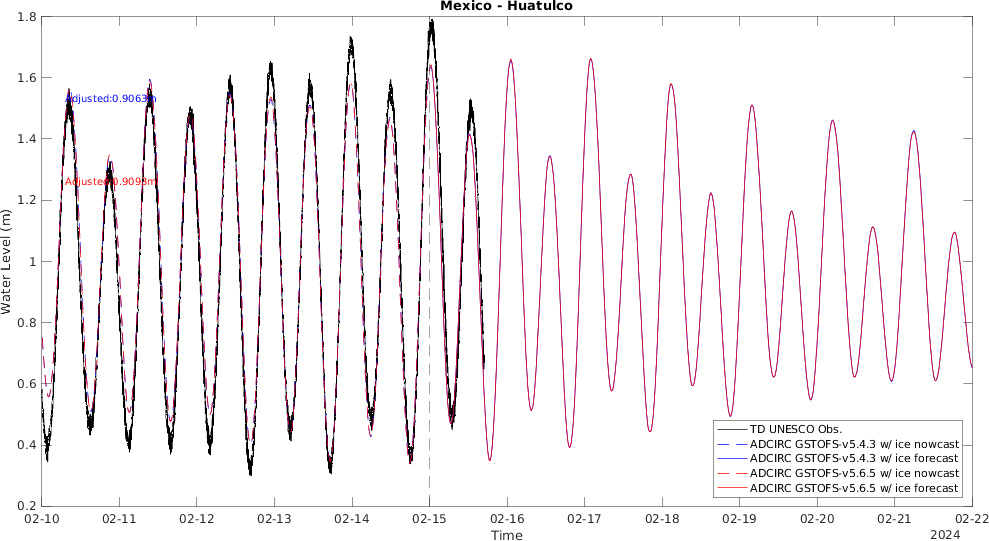 Mexico - Huatulco
1.8
1.6
1.4
1.2
1
0.8
0.6
0.4
0.2
Water Level (m)
Adjusted:0.9063m
Adjusted:0.9093m
TD UNESCO Obs.
ADCIRC GSTOFS-v5.4.3 w/ ice nowcast
ADCIRC GSTOFS-v5.4.3 w/ ice forecast
ADCIRC GSTOFS-v5.6.5 w/ ice nowcast
ADCIRC GSTOFS-v5.6.5 w/ ice forecast
02-10 02-11 02-12 02-13 02-14 02-15 02-16 02-17 02-18 02-19 02-20 02-21 02-22
Time
2024